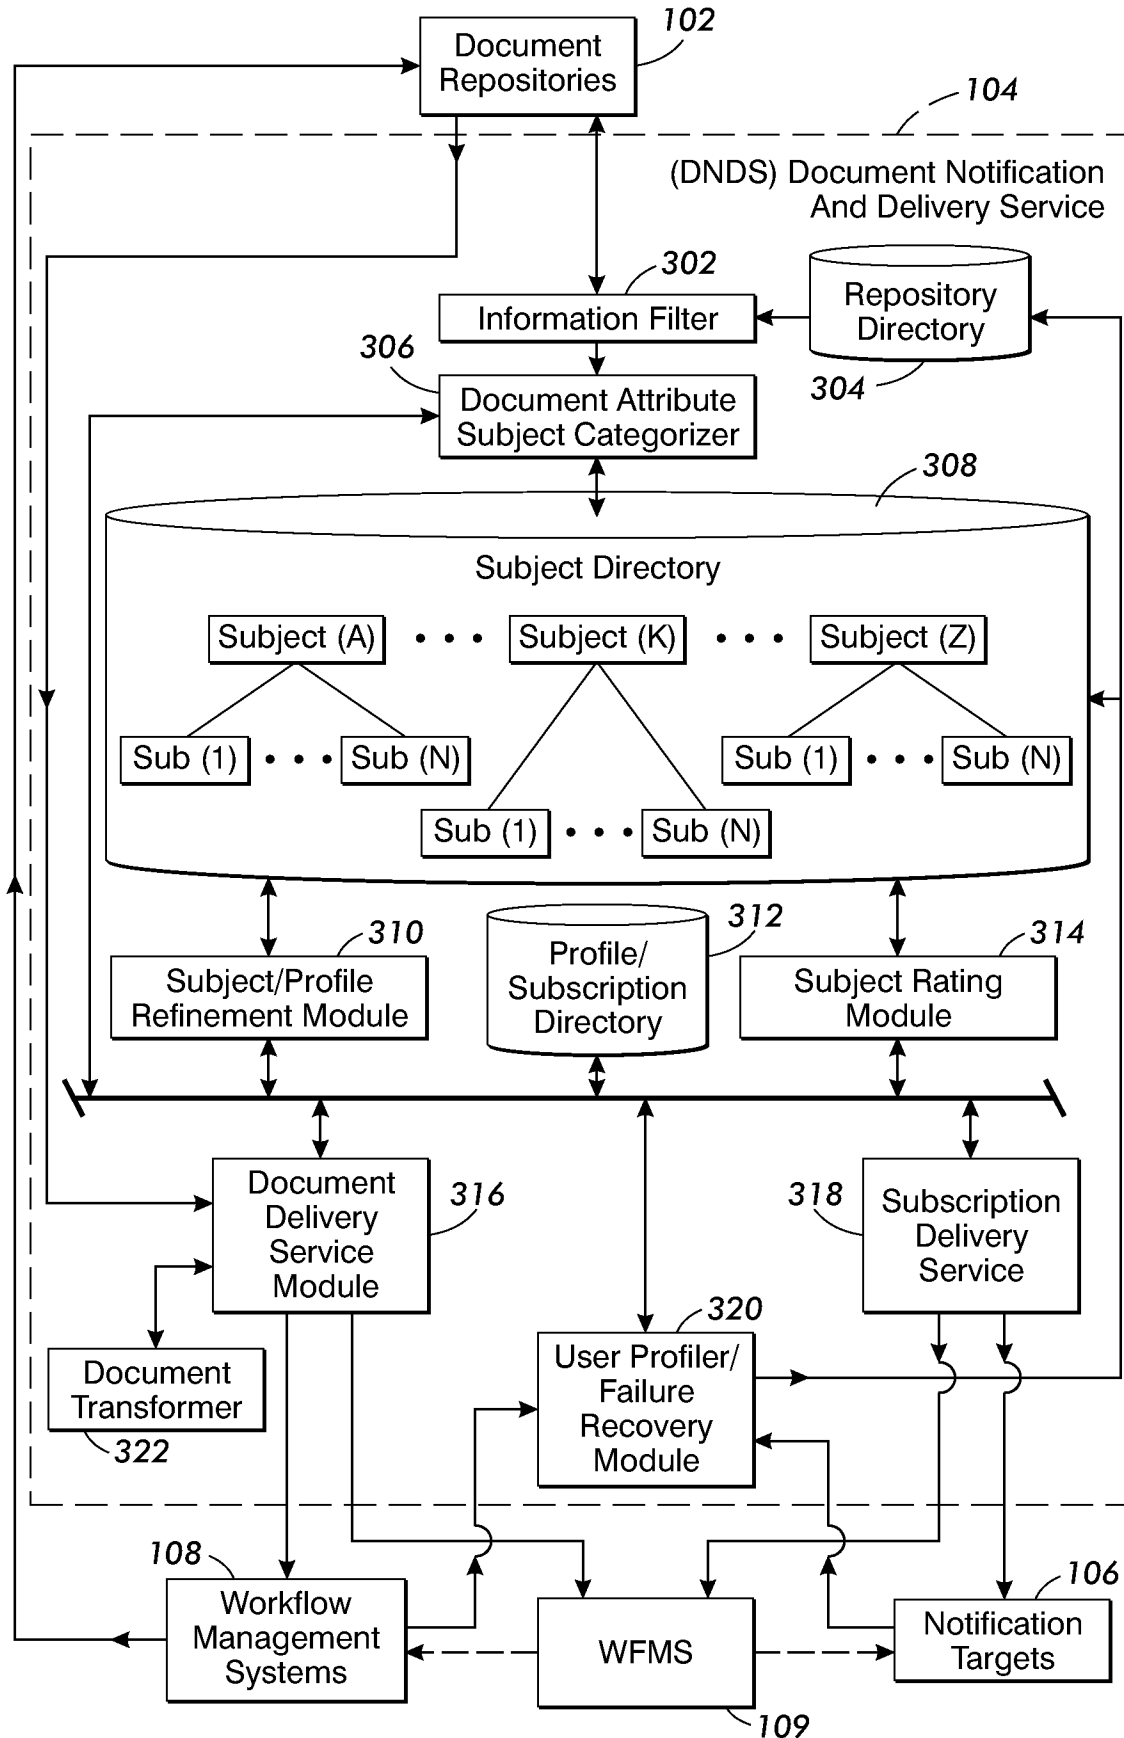 102
Document
Repositories
104
(DNDS) Document Notification
And Delivery Service
302
Information Filter
Repository
Directory
304
306
Document Attribute
Subject Categorizer
308
Subject Directory
Subject (A) • • • Subject (K) • • • Subject (Z)
Sub (1) • • • Sub (N)
Sub (1) • • • Sub (N)
Sub (1) • • • Sub (N)
310
Subject/Profile
Refinement Module
312
Profile/
Subscription
Directory
314
Subject Rating
Module
Document
Delivery
Service
Module
316
318
Subscription
Delivery
Service
320
User Profiler/
Failure
Recovery
Module
Document
Transformer
322
108
Workflow
Management
Systems
WFMS
109
106
Notification
Targets